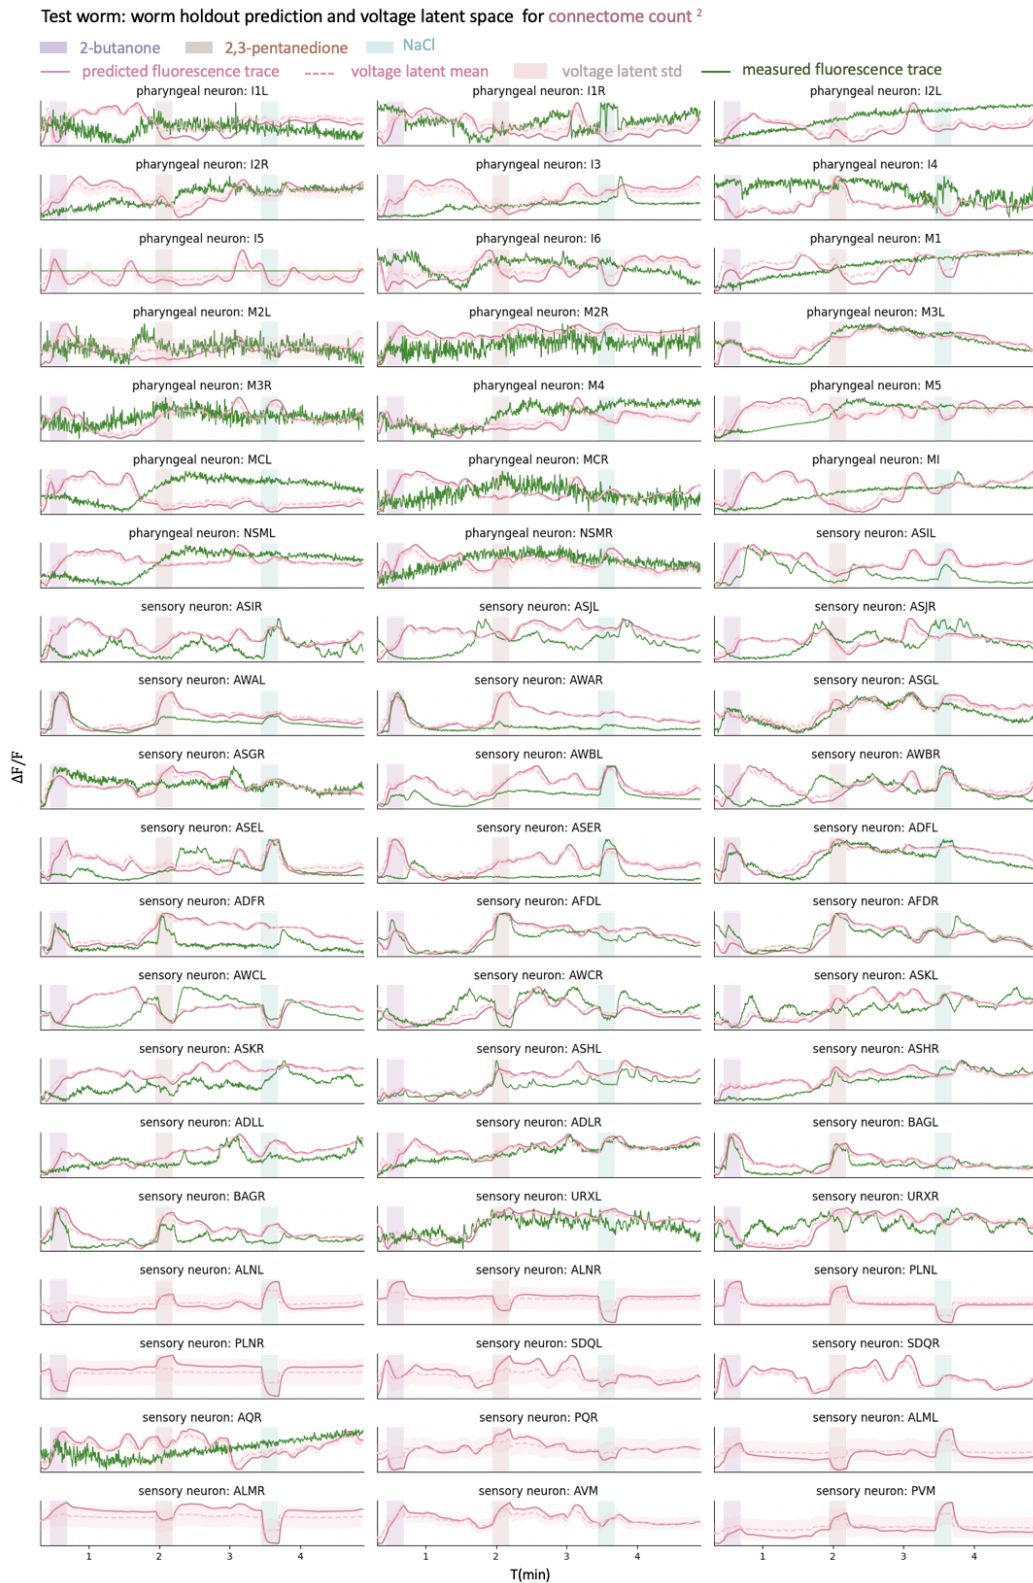 Test worm: worm holdout prediction and voltage latent space for connectome count ²
2-butanone 2,3-pentanedione NaCl
predicted fluorescence trace voltage latent mean voltage latent std measured fluorescence trace
pharyngeal neuron: I1L pharyngeal neuron: I1R pharyngeal neuron: I2L
pharyngeal neuron: I2R pharyngeal neuron: I3 pharyngeal neuron: I4
pharyngeal neuron: I5 pharyngeal neuron: I6 pharyngeal neuron: M1
pharyngeal neuron: M2L pharyngeal neuron: M2R pharyngeal neuron: M3L
pharyngeal neuron: M3R pharyngeal neuron: M4 pharyngeal neuron: M5
pharyngeal neuron: MCL pharyngeal neuron: MCR pharyngeal neuron: MI
pharyngeal neuron: NSML pharyngeal neuron: NSMR sensory neuron: ASIL
sensory neuron: ASIR sensory neuron: ASJL sensory neuron: ASJR
sensory neuron: AWAL sensory neuron: AWAR sensory neuron: ASGL
sensory neuron: ASGR sensory neuron: AWBL sensory neuron: AWBR
ΔF/F
sensory neuron: ASEL sensory neuron: ASER sensory neuron: ADFL
sensory neuron: ADFR sensory neuron: AFDL sensory neuron: AFDR
sensory neuron: AWCL sensory neuron: AWCR sensory neuron: ASKL
sensory neuron: ASKR sensory neuron: ASHL sensory neuron: ASHR
sensory neuron: ADLL sensory neuron: ADLR sensory neuron: BAGL
sensory neuron: BAGR sensory neuron: URXL sensory neuron: URXR
sensory neuron: ALNL sensory neuron: ALNR sensory neuron: PLNL
sensory neuron: PLNR sensory neuron: SDQL sensory neuron: SDQR
sensory neuron: AQR sensory neuron: PQR sensory neuron: ALML
sensory neuron: ALMR sensory neuron: AVM sensory neuron: PVM
1 2 3 4 1 2 3 4 1 2 3 4
T(min)